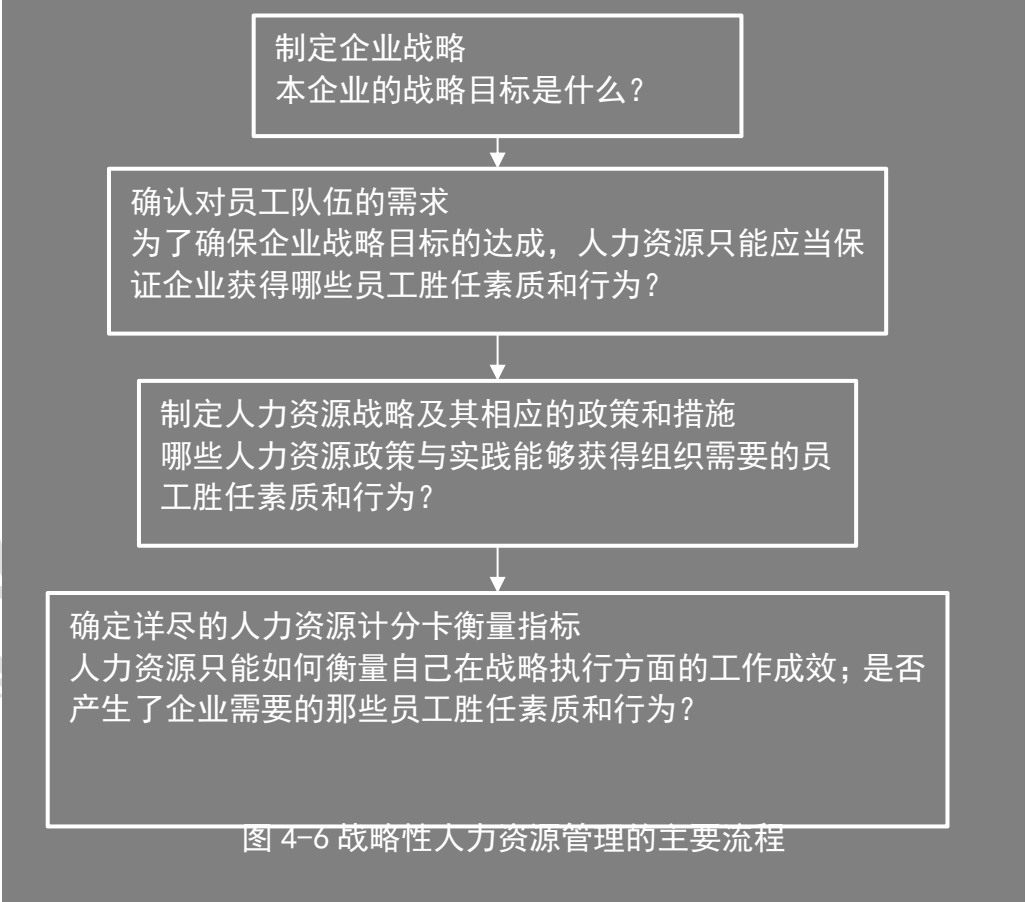 制定企业战略
本企业的战略目标是什么？
确认对员工队伍的需求
为了确保企业战略目标的达成，人力资源只能应当保
证企业获得哪些员工胜任素质和行为？
制定人力资源战略及其相应的政策和措施
哪些人力资源政策与实践能够获得组织需要的员
工胜任素质和行为？
确定详尽的人力资源计分卡衡量指标
人力资源只能如何衡量自己在战略执行方面的工作成效；是否
产生了企业需要的那些员工胜任素质和行为？
图 4-6 战略性人力资源管理的主要流程